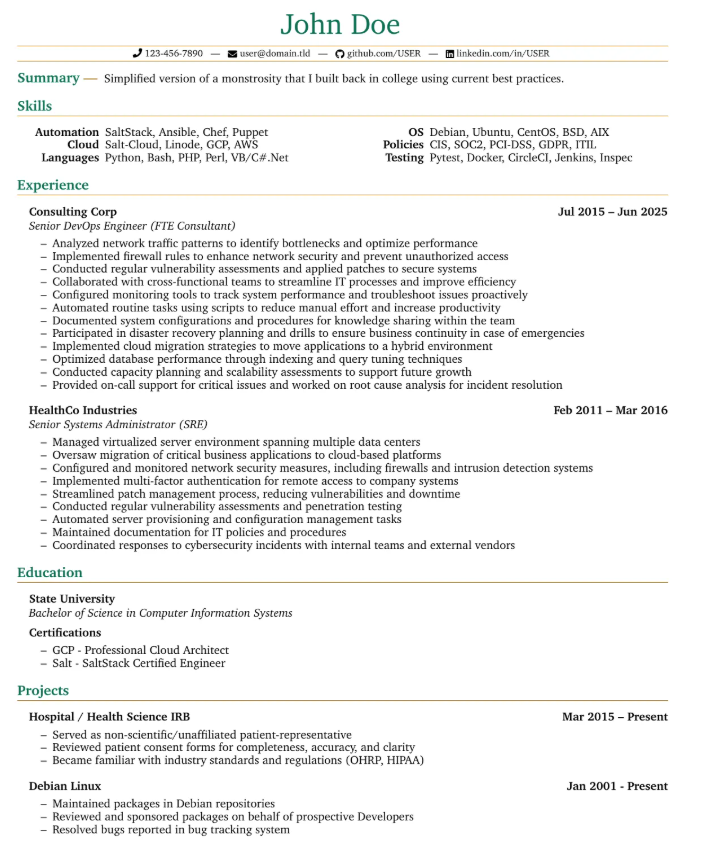 John Doe
123-456-7890 — user@domain.tld — github.com/USER — linkedin.com/in/USER
Summary — Simplified version of a monstrosity that I built back in college using current best practices.
Skills
Automation SaltStack, Ansible, Chef, Puppet OS Debian, Ubuntu, CentOS, BSD, AIX
Cloud Salt-Cloud, Linode, GCP, AWS Policies CIS, SOC2, PCI-DSS, GDPR, ITIL
Languages Python, Bash, PHP, Perl, VB/C#.Net Testing Pytest, Docker, CircleCI, Jenkins, Inspec
Experience
Consulting Corp Jul 2015 – Jun 2025
Senior DevOps Engineer (FTE Consultant)
– Analyzed network traffic patterns to identify bottlenecks and optimize performance
– Implemented firewall rules to enhance network security and prevent unauthorized access
– Conducted regular vulnerability assessments and applied patches to secure systems
– Collaborated with cross-functional teams to streamline IT processes and improve efficiency
– Configured monitoring tools to track system performance and troubleshoot issues proactively
– Automated routine tasks using scripts to reduce manual effort and increase productivity
– Documented system configurations and procedures for knowledge sharing within the team
– Participated in disaster recovery planning and drills to ensure business continuity in case of emergencies
– Implemented cloud migration strategies to move applications to a hybrid environment
– Optimized database performance through indexing and query tuning techniques
– Conducted capacity planning and scalability assessments to support future growth
– Provided on-call support for critical issues and worked on root cause analysis for incident resolution
HealthCo Industries Feb 2011 – Mar 2016
Senior Systems Administrator (SRE)
– Managed virtualized server environment spanning multiple data centers
– Oversaw migration of critical business applications to cloud-based platforms
– Configured and monitored network security measures, including firewalls and intrusion detection systems
– Implemented multi-factor authentication for remote access to company systems
– Streamlined patch management process, reducing vulnerabilities and downtime
– Conducted regular vulnerability assessments and penetration testing
– Automated server provisioning and configuration management tasks
– Maintained documentation for IT policies and procedures
– Coordinated responses to cybersecurity incidents with internal teams and external vendors
Education
State University
Bachelor of Science in Computer Information Systems
Certifications
– GCP - Professional Cloud Architect
– Salt - SaltStack Certified Engineer
Projects
Hospital / Health Science IRB Mar 2015 – Present
– Served as non-scientific/unaffiliated patient-representative
– Reviewed patient consent forms for completeness, accuracy, and clarity
– Became familiar with industry standards and regulations (OHRP, HIPAA)
Debian Linux Jan 2001 - Present
– Maintained packages in Debian repositories
– Reviewed and sponsored packages on behalf of prospective Developers
– Resolved bugs reported in bug tracking system